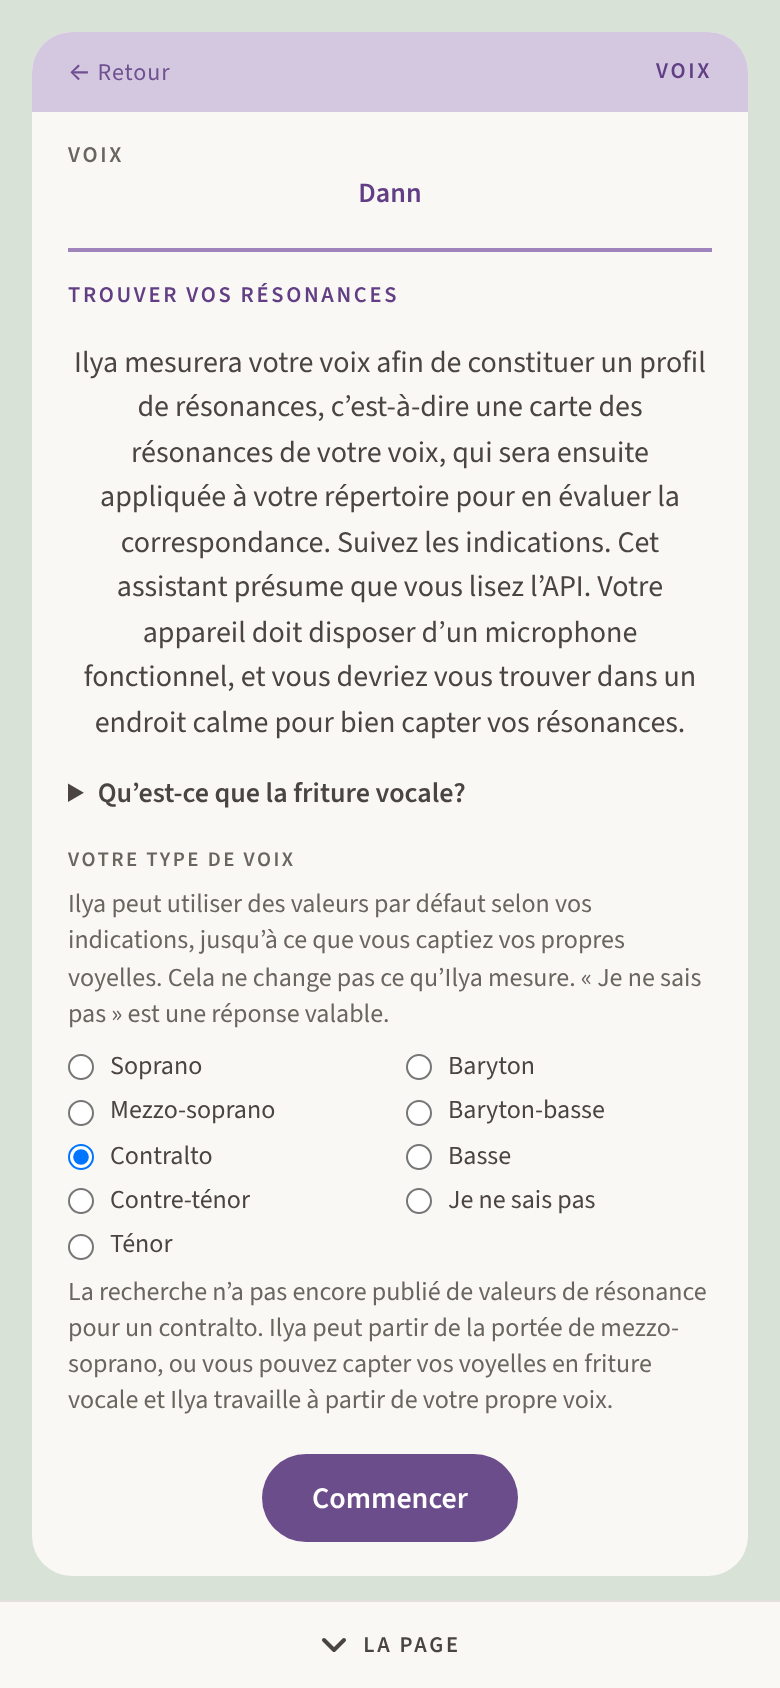 ← Retour
VOIX
VOIX
Dann
TROUVER VOS RÉSONANCES
Ilya mesurera votre voix afin de constituer un profil
de résonances, c’est-à-dire une carte des
résonances de votre voix, qui sera ensuite
appliquée à votre répertoire pour en évaluer la
correspondance. Suivez les indications. Cet
assistant présume que vous lisez l’API. Votre
appareil doit disposer d’un microphone
fonctionnel, et vous devriez vous trouver dans un
endroit calme pour bien capter vos résonances.
Qu’est-ce que la friture vocale?
VOTRE TYPE DE VOIX
Ilya peut utiliser des valeurs par défaut selon vos
indications, jusqu’à ce que vous captiez vos propres
voyelles. Cela ne change pas ce qu’Ilya mesure. « Je ne sais
pas » est une réponse valable.
Soprano
Mezzo-soprano
Contralto
Contre-ténor
Ténor
Baryton
Baryton-basse
Basse
Je ne sais pas
La recherche n’a pas encore publié de valeurs de résonance
pour un contralto. Ilya peut partir de la portée de mezzo-
soprano, ou vous pouvez capter vos voyelles en friture
vocale et Ilya travaille à partir de votre propre voix.
Commencer
LA PAGE